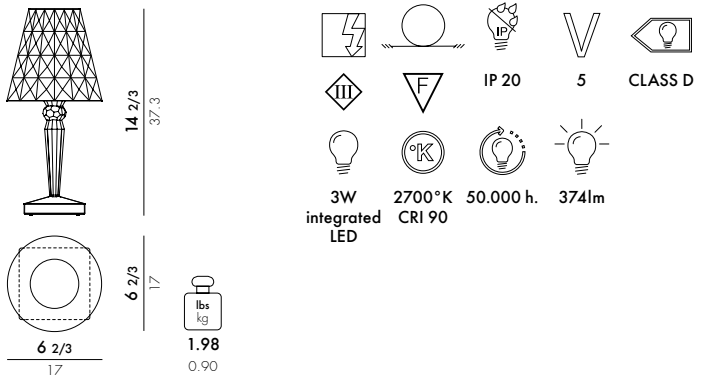 14 2/3
37.3
6 2/3
17
6 2/3
17
lbs
kg
1.98
0.90
IP
IP 20
V
5
CLASS D
III
F
3W
integrated
LED
°K
2700°K
CRI 90
50.000 h.
374lm